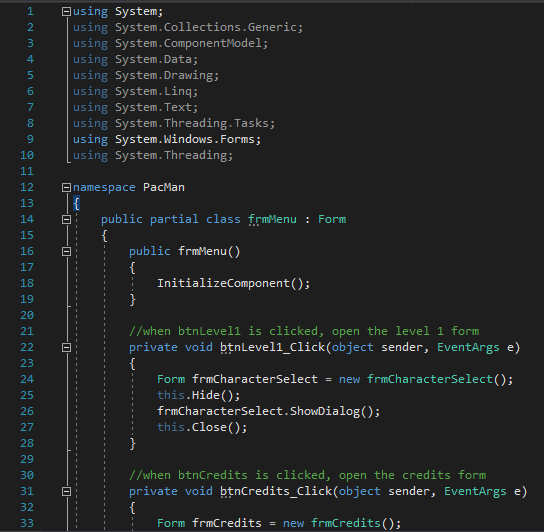 1 using System;
2 using System.Collections.Generic;
3 using System.ComponentModel;
4 using System.Data;
5 using System.Drawing;
6 using System.Linq;
7 using System.Text;
8 using System.Threading.Tasks;
9 using System.Windows.Forms;
10 using System.Threading;
11
12 namespace PacMan
13 {
14     public partial class frmMenu : Form
15     {
16         public frmMenu()
17         {
18             InitializeComponent();
19         }
20
21         //when btnLevel1 is clicked, open the level 1 form
22         private void btnLevel1_Click(object sender, EventArgs e)
23         {
24             Form frmCharacterSelect = new frmCharacterSelect();
25             this.Hide();
26             frmCharacterSelect.ShowDialog();
27             this.Close();
28         }
29
30         //when btnCredits is clicked, open the credits form
31         private void btnCredits_Click(object sender, EventArgs e)
32         {
33             Form frmCredits = new frmCredits();